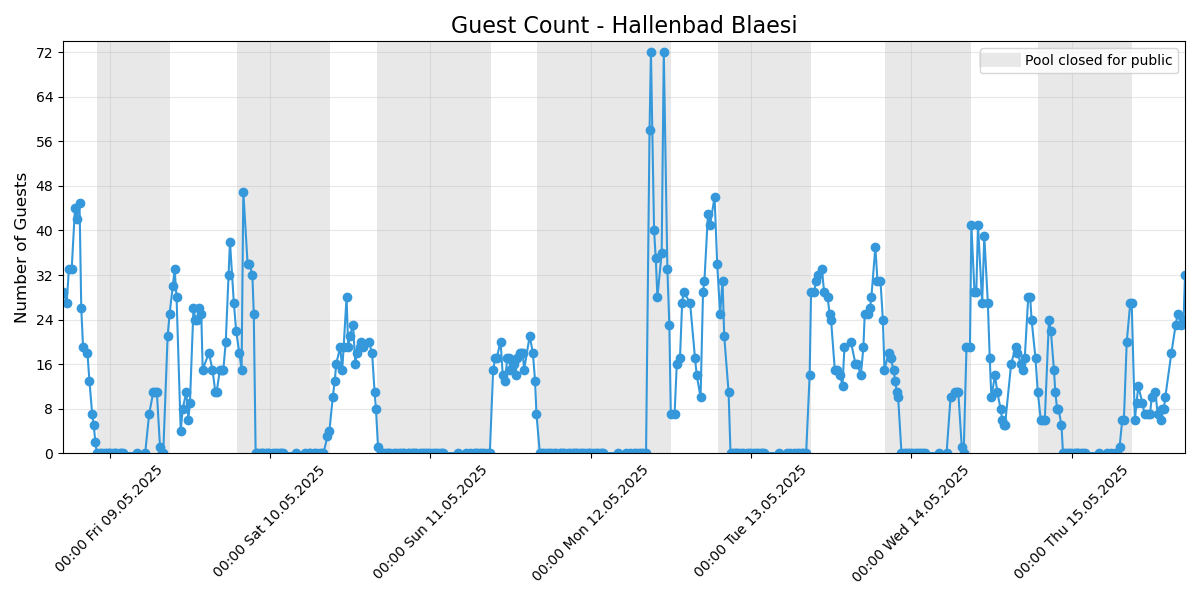 Guest Count - Hallenbad Blaesi
Pool closed for public
Number of Guests
72
64
56
48
40
32
24
16
8
0
00:00 Fri 09.05.2025
00:00 Sat 10.05.2025
00:00 Sun 11.05.2025
00:00 Mon 12.05.2025
00:00 Tue 13.05.2025
00:00 Wed 14.05.2025
00:00 Thu 15.05.2025